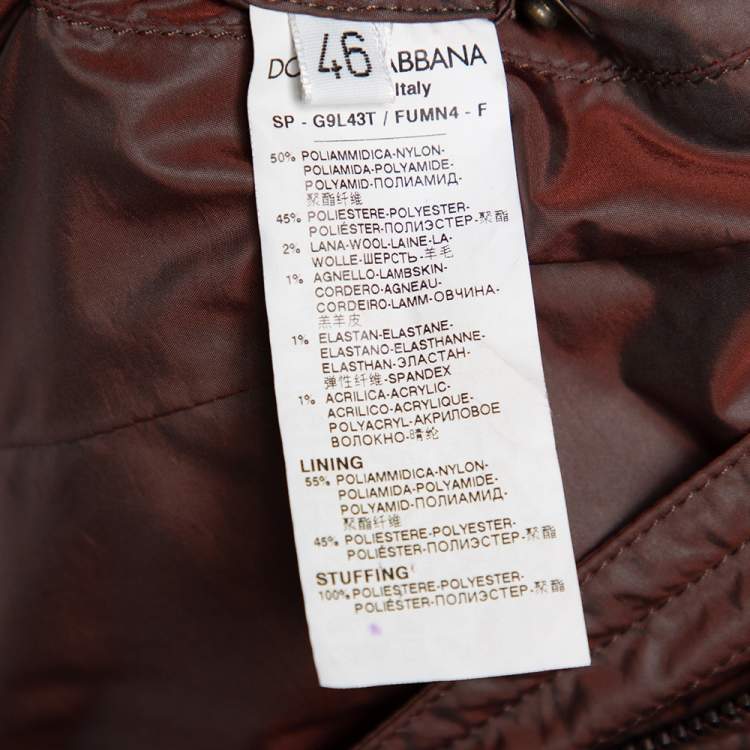 46
ABBANA
Italy
SP - G9L43T / FUMN4 - F
50% POLIAMMIDICA-NYLON-
POLIAMIDA-POLYAMIDE-
POLYAMID-ПОЛИАМИД-
聚酯纤维
45% POLIESTERE-POLYESTER-
POLIÉSTER-ПОЛИЭСТЕР-聚酯
2% LANA-WOOL-LAINE-LA-
WOLLE-ШЕРСТЬ-羊毛
1% AGNELLO-LAMBSKIN-
CORDERO-AGNEAU-
CORDEIRO-LAMM-ОВЧИНА-
羔羊皮
1% ELASTAN-ELASTANE-
ELASTANO-ELASTHANNE-
ELASTHAN-ЭЛАСТАН-
弹性纤维-SPANDEX
1% ACRILICA-ACRYLIC-
ACRILICO-ACRYLIQUE-
POLYACRYL-АКРИЛОВОЕ
ВОЛОКНО-晴纶
LINING
55% POLIAMMIDICA-NYLON-
POLIAMIDA-POLYAMIDE-
POLYAMID-ПОЛИАМИД-
聚酯纤维
45% POLIESTERE-POLYESTER-
POLIÉSTER-ПОЛИЭСТЕР-聚酯
STUFFING
100% POLIESTERE-POLYESTER-
POLIÉSTER-ПОЛИЭСТЕР-聚酯